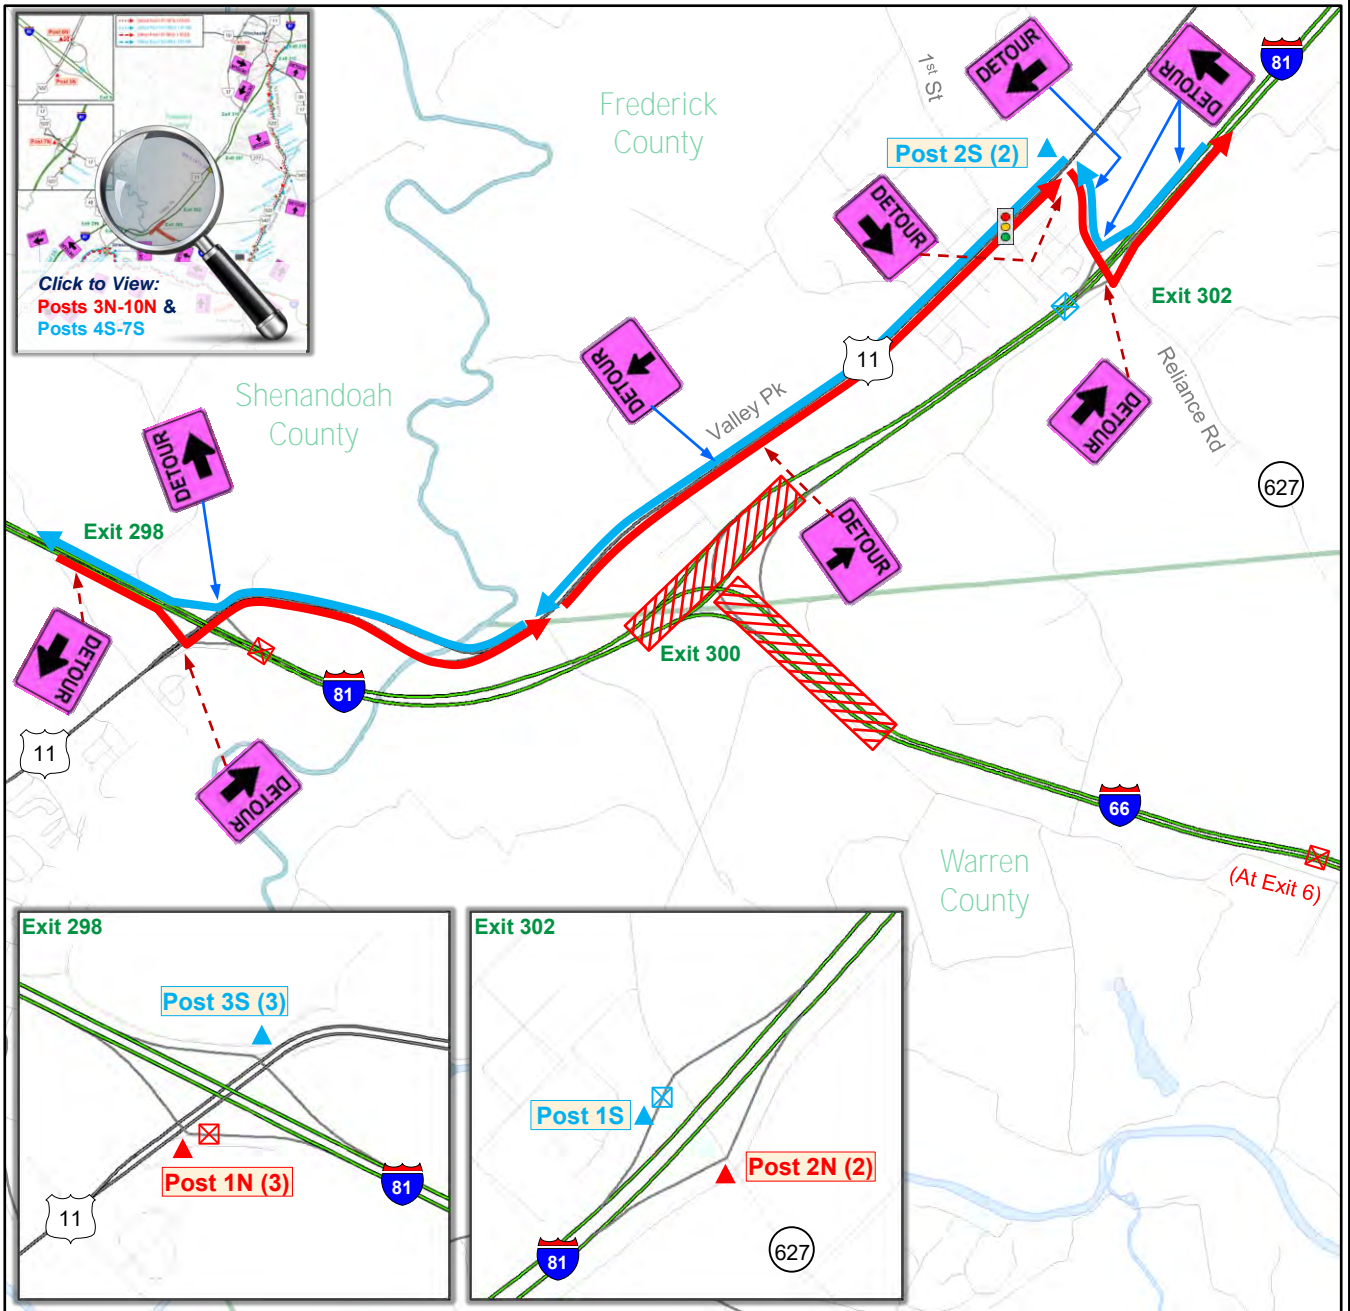 Click to View:
Posts 3N-10N &
Posts 4S-7S
Frederick
County
1st St
DETOUR
DETOUR
81
Post 2S (2)
DETOUR
Exit 302
11
Reliance Rd
DETOUR
627
Shenandoah
County
DETOUR
Valley Pk
DETOUR
Exit 298
DETOUR
Exit 300
DETOUR
81
11
DETOUR
66
Warren
County
(At Exit 6)
Exit 298
Post 3S (3)
Post 1N (3)
81
11
Exit 302
Post 1S
Post 2N (2)
81
627